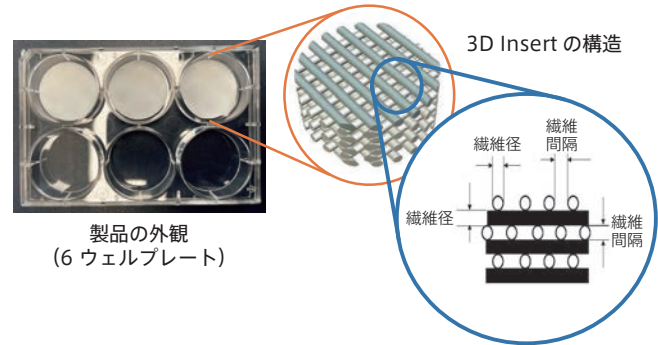 3D Insert の構造
繊維径
繊維
間隔
繊維径
繊維
間隔
製品の外観
(6 ウェルプレート)